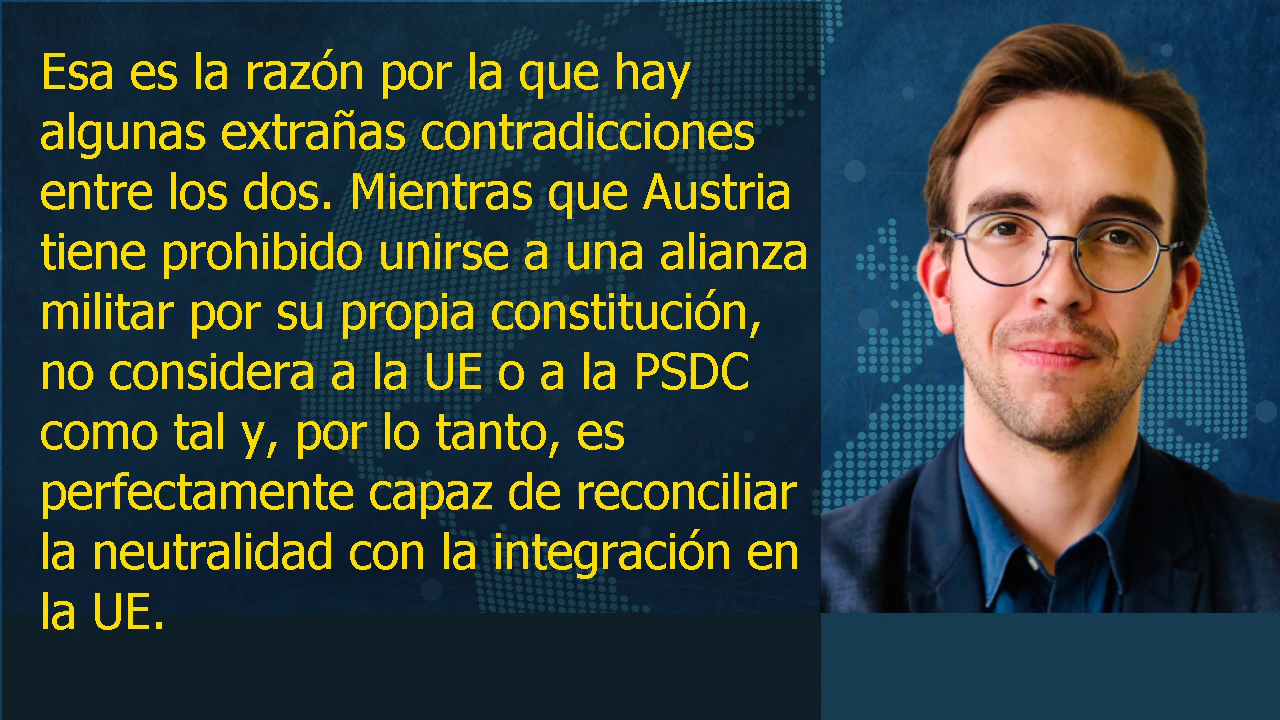 Esa es la razón por la que hay
algunas extrañas contradicciones
entre los dos. Mientras que Austria
tiene prohibido unirse a una alianza
militar por su propia constitución,
no considera a la UE o a la PSDC
como tal y, por lo tanto, es
perfectamente capaz de reconciliar
la neutralidad con la integración en
la UE.